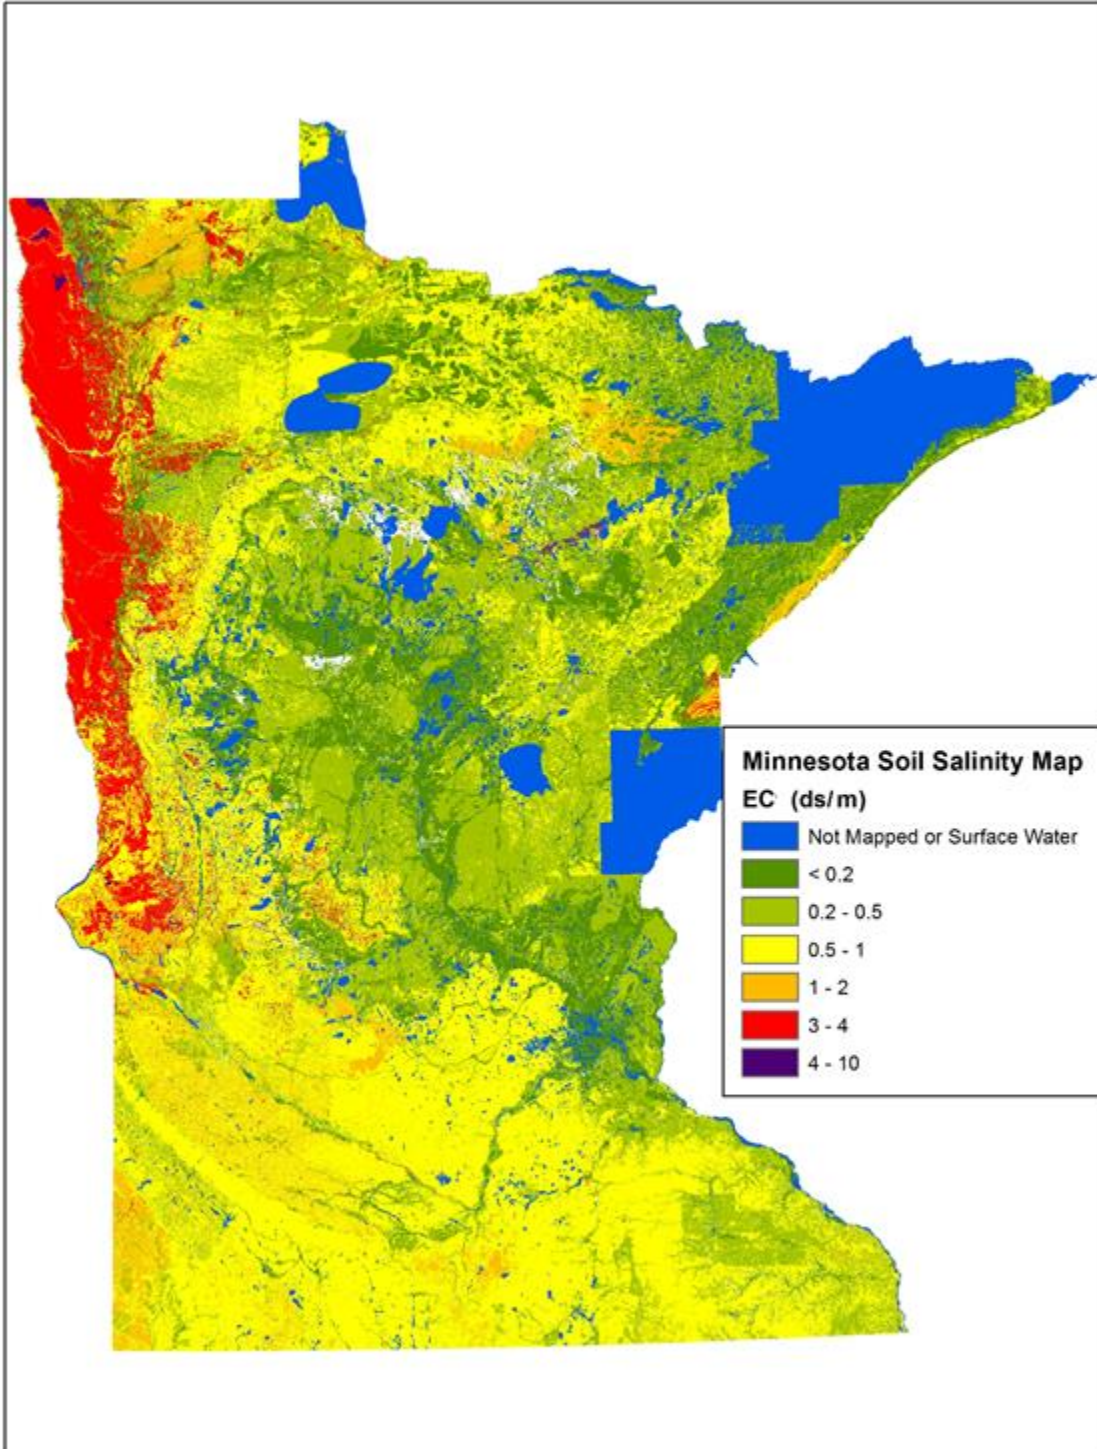 Minnesota Soil Salinity Map
EC (ds/m)
Not Mapped or Surface Water
< 0.2
0.2 - 0.5
0.5 - 1
1 - 2
3 - 4
4 - 10